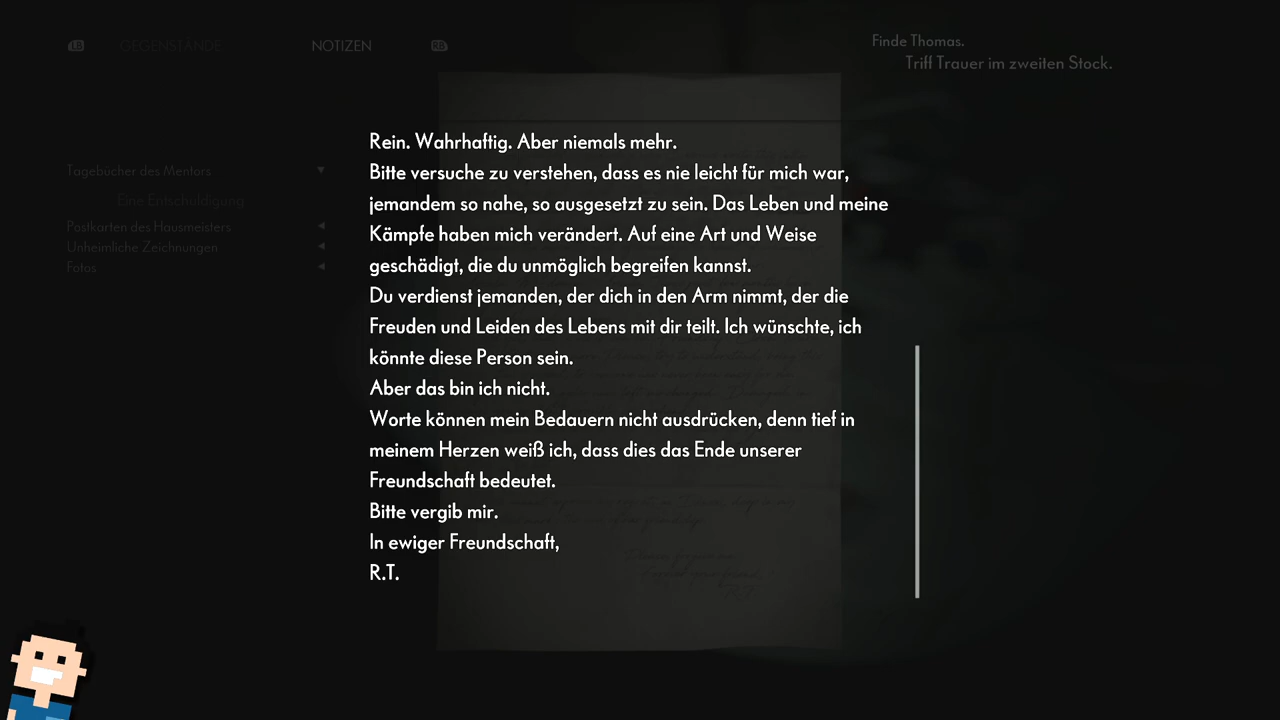 LB
GEGENSTÄNDE
NOTIZEN
RB
Finde Thomas.
Triff Trauer im zweiten Stock.
Tagebücher des Mentors
Eine Entschuldigung
Postkarten des Hausmeisters
Unheimliche Zeichnungen
Fotos
Rein. Wahrhaftig. Aber niemals mehr.
Bitte versuche zu verstehen, dass es nie leicht für mich war,
jemandem so nahe, so ausgesetzt zu sein. Das Leben und meine
Kämpfe haben mich verändert. Auf eine Art und Weise
geschädigt, die du unmöglich begreifen kannst.
Du verdienst jemanden, der dich in den Arm nimmt, der die
Freuden und Leiden des Lebens mit dir teilt. Ich wünschte, ich
könnte diese Person sein.
Aber das bin ich nicht.
Worte können mein Bedauern nicht ausdrücken, denn tief in
meinem Herzen weiß ich, dass dies das Ende unserer
Freundschaft bedeutet.
Bitte vergib mir.
In ewiger Freundschaft,
R.T.